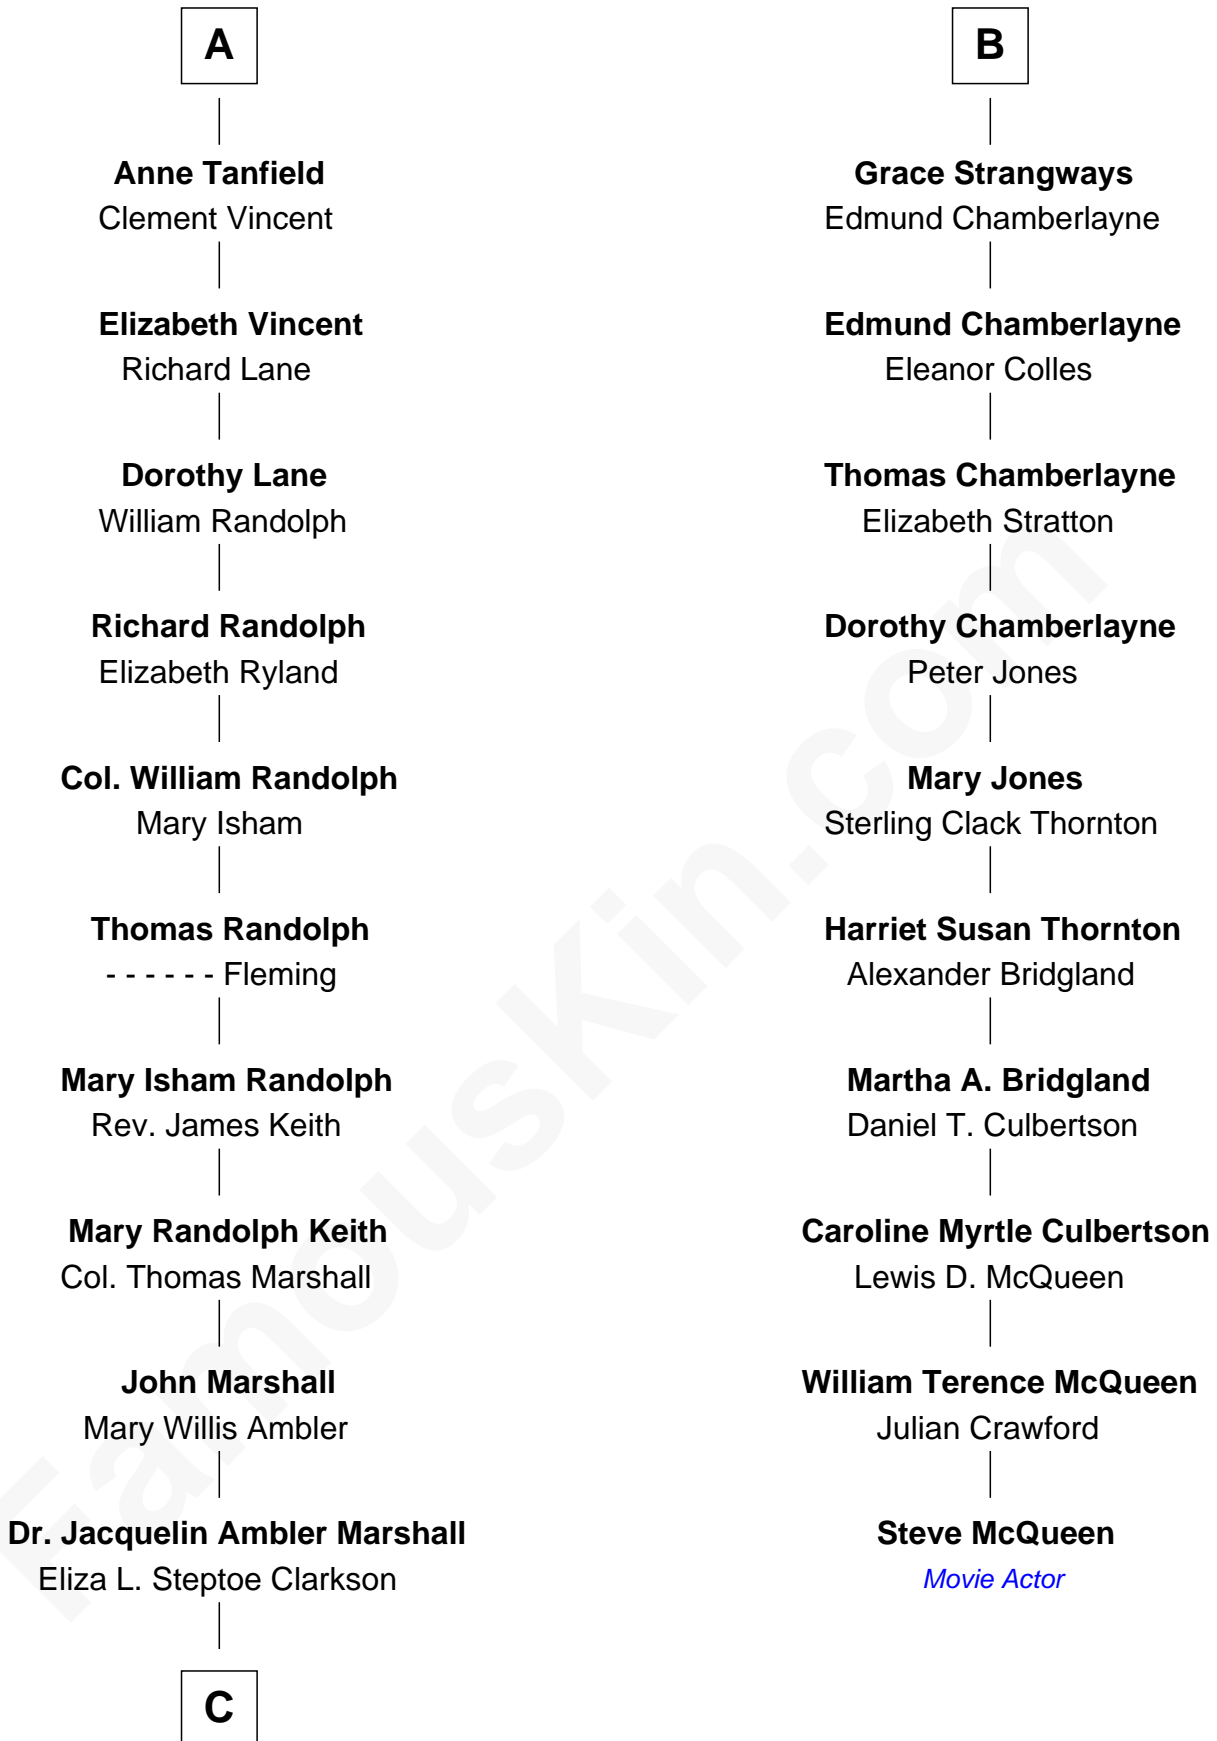 A
Anne Tanfield
Clement Vincent
Elizabeth Vincent
Richard Lane
Dorothy Lane
William Randolph
Richard Randolph
Elizabeth Ryland
Col. William Randolph
Mary Isham
Thomas Randolph
- - - - - - Fleming
Mary Isham Randolph
Rev. James Keith
Mary Randolph Keith
Col. Thomas Marshall
John Marshall
Mary Willis Ambler
Dr. Jacquelin Ambler Marshall
Eliza L. Steptoe Clarkson
C
B
Grace Strangways
Edmund Chamberlayne
Edmund Chamberlayne
Eleanor Colles
Thomas Chamberlayne
Elizabeth Stratton
Dorothy Chamberlayne
Peter Jones
Mary Jones
Sterling Clack Thornton
Harriet Susan Thornton
Alexander Bridgland
Martha A. Bridgland
Daniel T. Culbertson
Caroline Myrtle Culbertson
Lewis D. McQueen
William Terence McQueen
Julian Crawford
Steve McQueen
Movie Actor
FamousKin.com